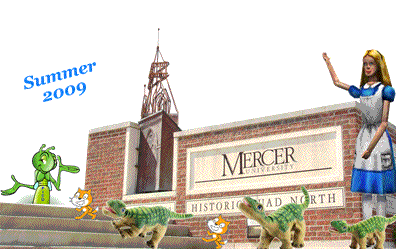 Summer
2009
MERCER
UNIVERSITY
HISTORIC QUAD NORTH